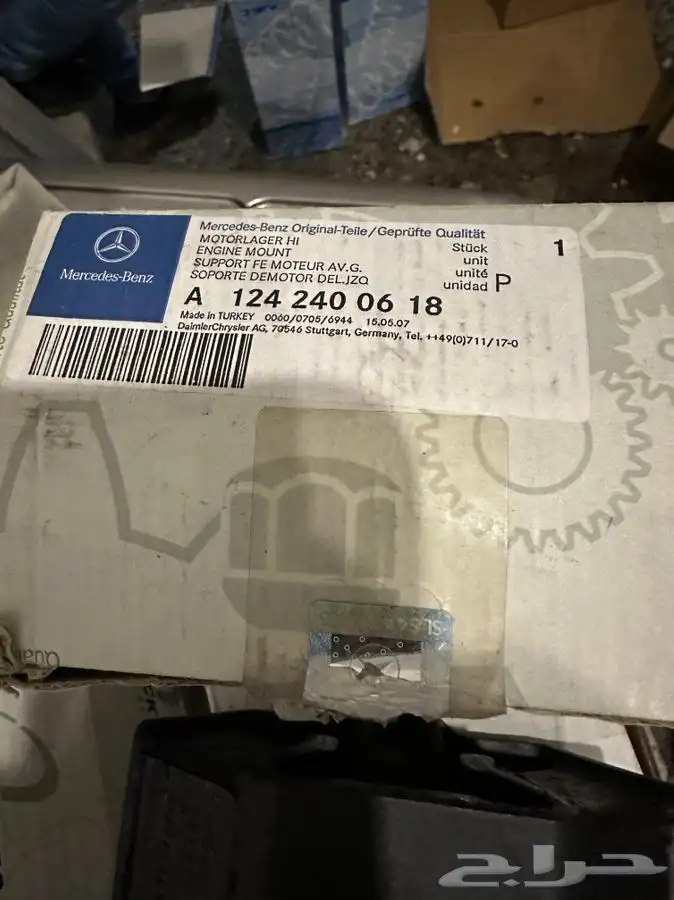 Mercedes-Benz
Mercedes-Benz Original-Teile/Geprüfte Qualität
MOTORLAGER HI
ENGINE MOUNT
SUPPORT FE MOTEUR AV.G.
SOPORTE DEMOTOR DEL.JZQ
Stück
unit
unité
unidad
P
1
A 124 240 06 18
Made in TURKEY 0060/0705/6944 15.05.07
DaimlerChrysler AG, 70546 Stuttgart, Germany, Tel. ++49(0)711/17-0
حراج